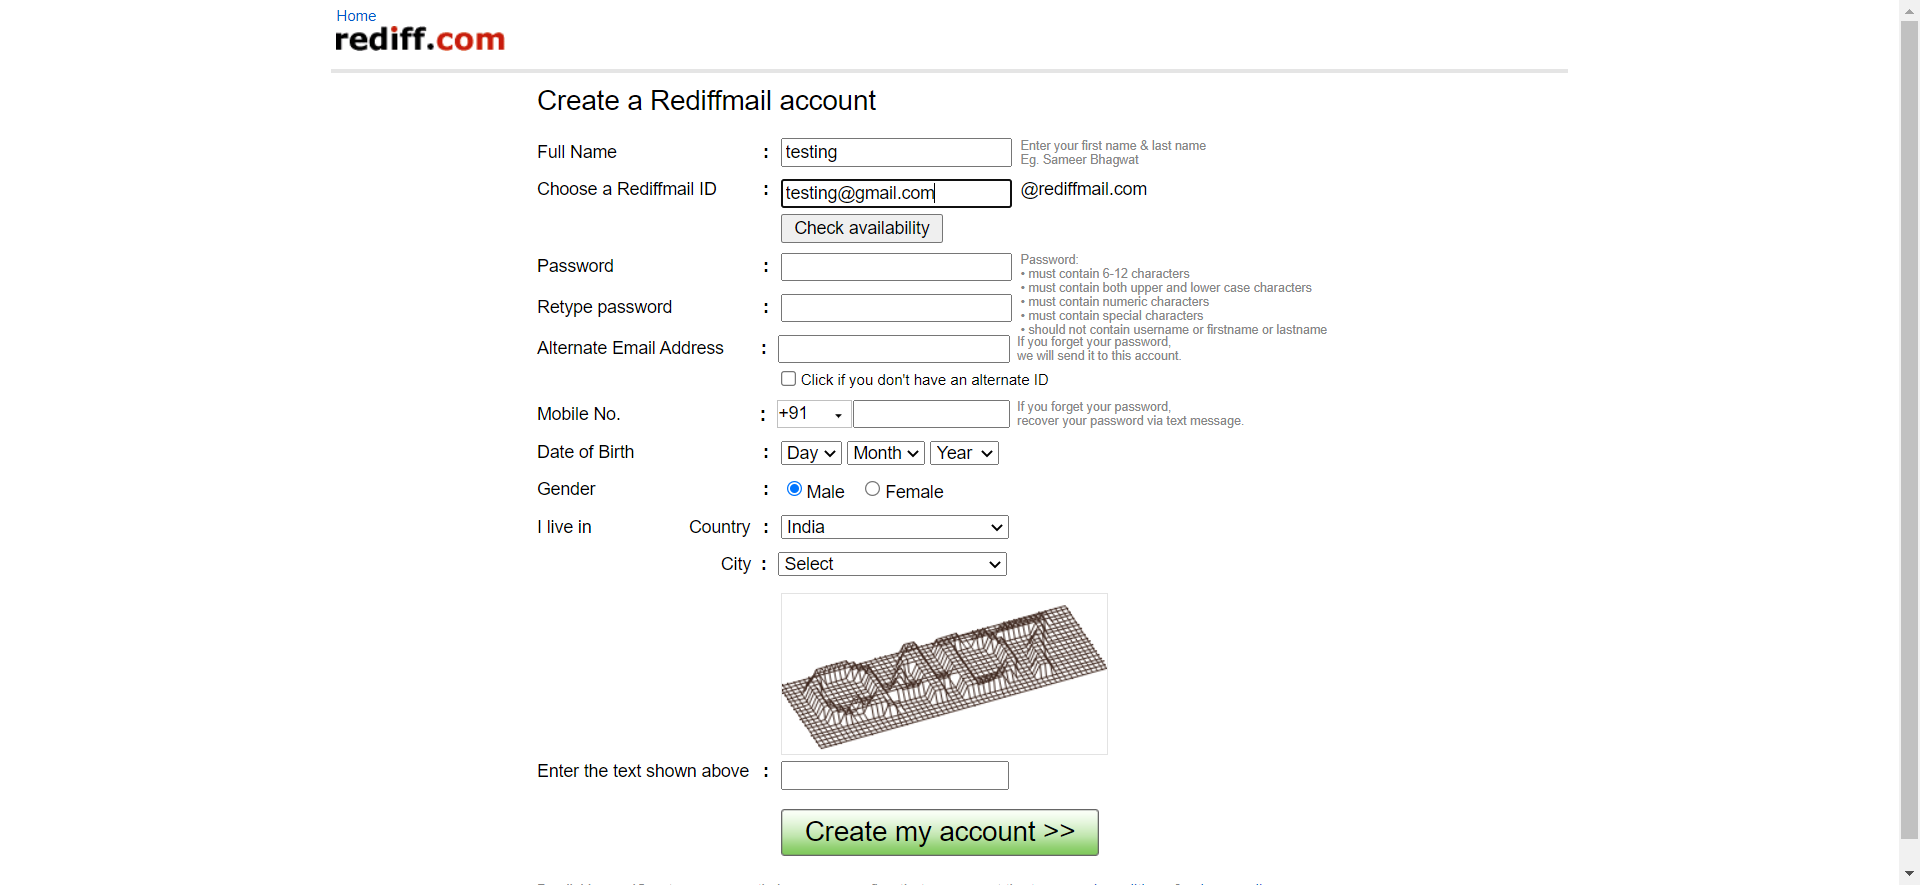 Home
rediff.com
Create a Rediffmail account
Full Name : testing Enter your first name & last name
Eg. Sameer Bhagwat
Choose a Rediffmail ID : testing@gmail.com @rediffmail.com
Check availability
Password : Password:
• must contain 6-12 characters
• must contain both upper and lower case characters
Retype password : • must contain numeric characters
• must contain special characters
• should not contain username or firstname or lastname
Alternate Email Address : If you forget your password,
we will send it to this account.
Click if you don't have an alternate ID
Mobile No. : +91 If you forget your password,
recover your password via text message.
Date of Birth : Day Month Year
Gender : Male Female
I live in Country : India
City : Select
Enter the text shown above :
Create my account >>